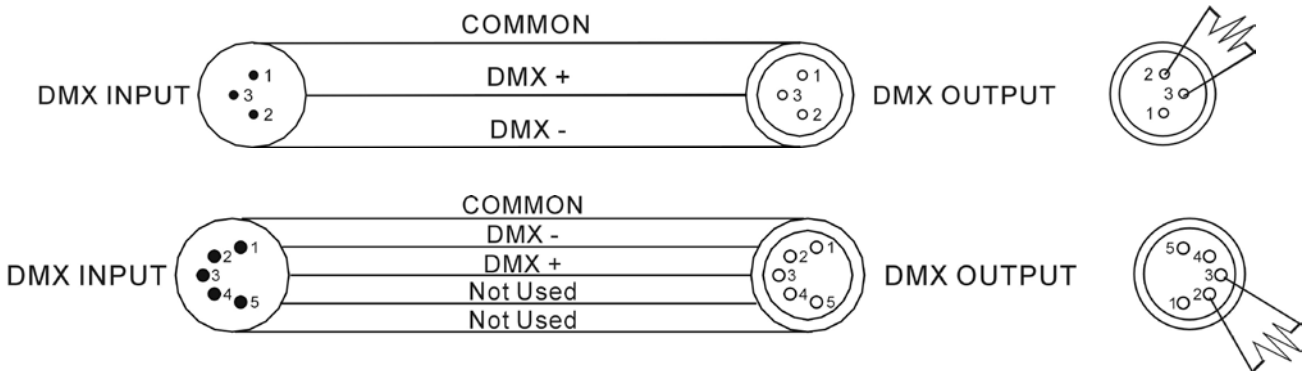 COMMON
DMX INPUT
1
3
2
DMX +
DMX -
1
3
2
DMX OUTPUT
2
3
1
COMMON
DMX -
DMX INPUT
1
2
3
4
5
DMX +
Not Used
Not Used
1
2
3
4
5
DMX OUTPUT
5
4
3
2
1